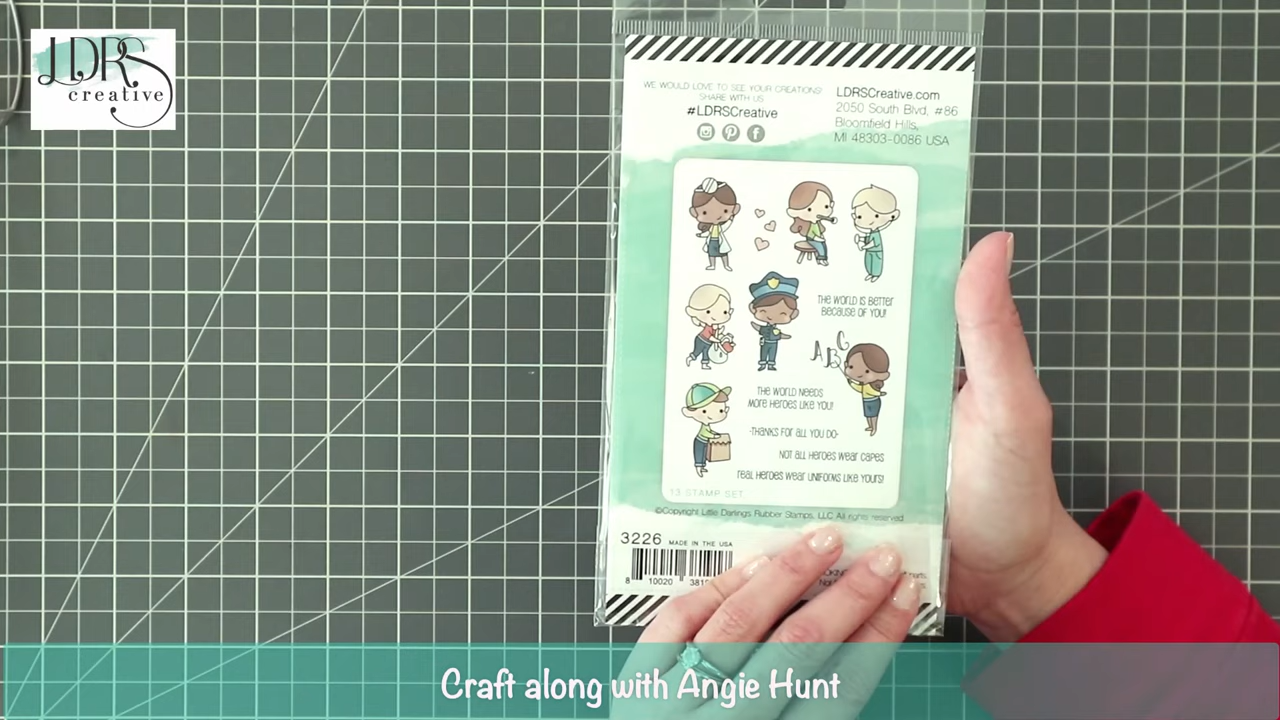 LDRS
creative
WE WOULD LOVE TO SEE YOUR CREATIONS!
SHARE WITH US
#LDRSCreative
LDRSCreative.com
2050 South Blvd, #86
Bloomfield Hills,
MI 48303-0086 USA
THE WORLD IS BETTER
BECAUSE OF YOU!
A B C
THE WORLD NEEDS
MORE HEROES LIKE YOU!
-THANKS FOR ALL YOU DO-
NOT ALL HEROES WEAR CAPES
REAL HEROES WEAR UNIFORMS LIKE YOURS!
13 STAMP SET
©Copyright Little Darlings Rubber Stamps, LLC All rights reserved
3226 MADE IN THE USA
8 10020
Craft along with Angie Hunt